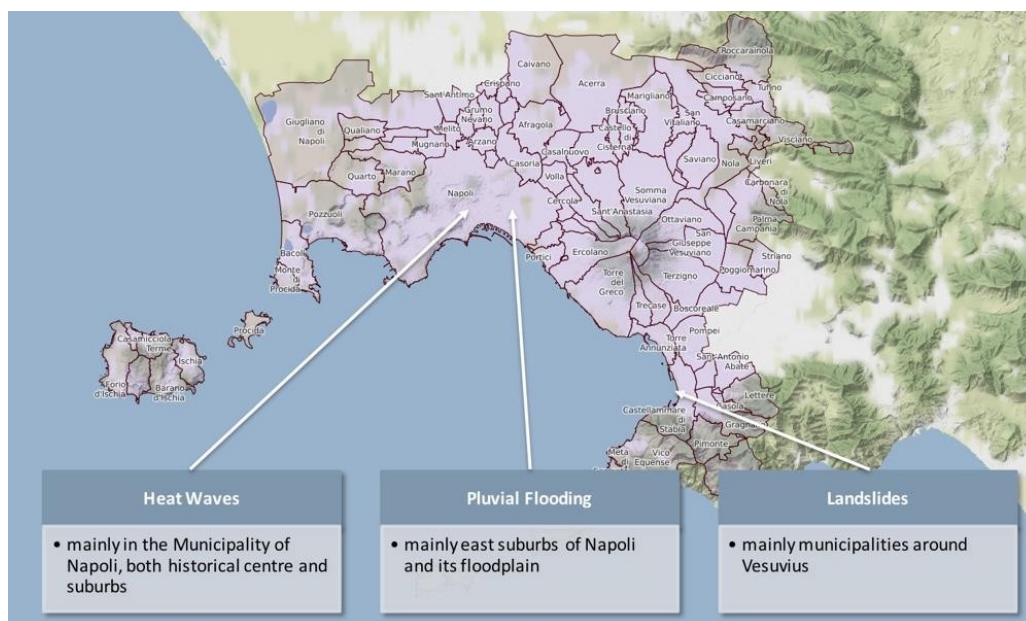 Roccarainola
Caivano
Acerra
Cicciano
Tufino
Crispano
Camposano
Sant'Antimo
Marigliano
Grumo
Nevano
Brusciano
San
Vitaliano
Casamarciano
Giugliano
di
Napoli
Qualiano
Melito
Afragola
Castello
di
Cisterna
Visciano
Mugnano
Arzano
Casalnuovo
Casoria
Saviano
Nola
Liveri
Quarto
Marano
Volla
Carbonara
di
Nola
Napoli
Cercola
Somma
Vesuviana
Sant'Anastasia
Pozzuoli
Ottaviano
Palma
Campania
San
Giuseppe
Vesuviano
Striano
Bacoli
Portici
Ercolano
Poggiomarino
Monte
di
Procida
Torre
del
Greco
Terzigno
Trecase
Boscoreale
Procida
Pompei
Casamicciola
Terme
Torre
Annunziata
Ischia
Sant'Antonio
Abate
Forio
d'Ischia
Barano
d'Ischia
Lettere
Castellammare
di
Stabia
Gragnano
Pimonte
Meta
di
Vico
Equense
Heat Waves
• mainly in the Municipality of
Napoli, both historical centre and
suburbs
Pluvial Flooding
• mainly east suburbs of Napoli
and its floodplain
Landslides
• mainly municipalities around
Vesuvius